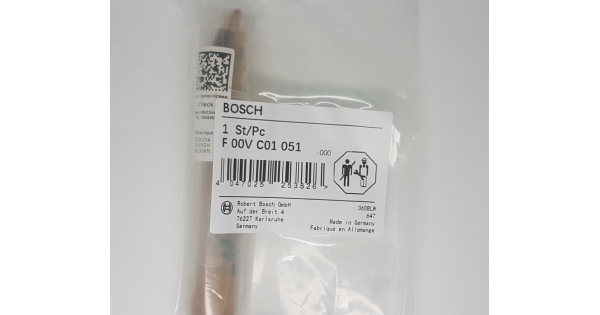 BOSCH
1 St/Pc
F 00V C01 051
-000
4 047025 253826
Robert Bosch GmbH
Auf der Breit 4
76227 Karlsruhe
Germany
060BLW
647
Made in Germany
Fabriqué en Allemagne